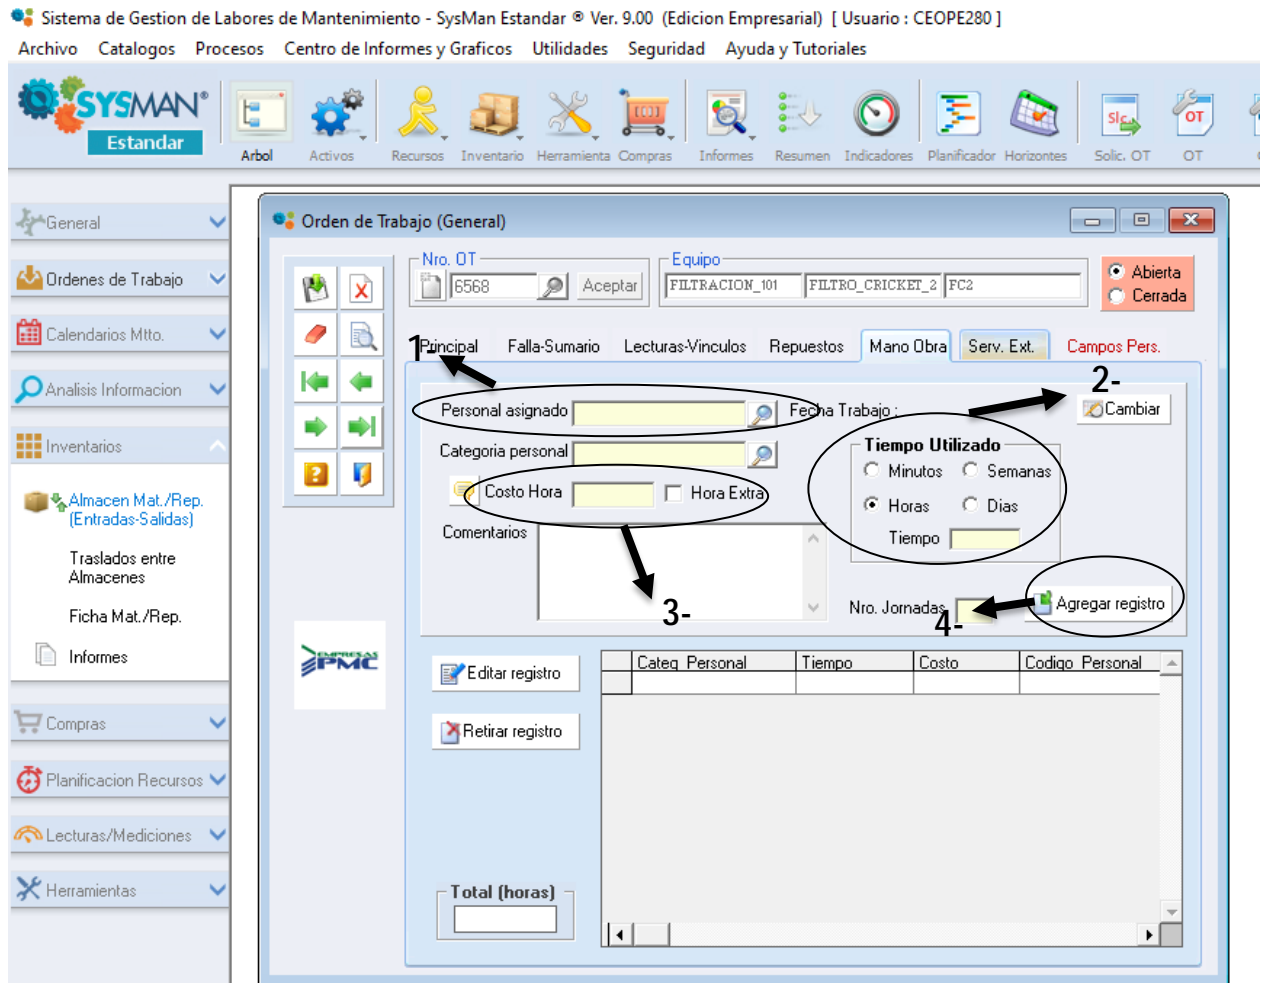 Sistema de Gestion de Labores de Mantenimiento - SysMan Estandar ® Ver. 9.00 (Edicion Empresarial) [ Usuario : CEOPE280 ]
Archivo Catalogos Procesos Centro de Informes y Graficos Utilidades Seguridad Ayuda y Tutoriales
SYSMAN®
Estandar
SIC.
OT
Arbol Activos Recursos Inventario Herramienta Compras Informes Resumen Indicadores Planificador Horizontes Solic. OT OT
General
Ordenes de Trabajo
Calendarios Mtto.
Analisis Informacion
Inventarios
Almacen Mat./Rep.
(Entradas-Salidas)
Traslados entre
Almacenes
Ficha Mat./Rep.
Informes
Compras
Planificacion Recursos
Lecturas/Mediciones
Herramientas
Orden de Trabajo (General)
Nro. OT
6568
Aceptar
Equipo
FILTRACION_101 FILTRO_CRICKET_2 FC2
Abierta
Cerrada
Principal Falla-Sumario Lecturas-Vinculos Repuestos Mano Obra Serv. Ext. Campos Pers.
1-
2-
Personal asignado
Fecha Trabajo :
Cambiar
Categoria personal
Tiempo Utilizado
Minutos Semanas
Horas Dias
Tiempo
Costo Hora
Hora Extra
Comentarios
3-
Nro. Jornadas
4-
Agregar registro
EMPRESAS
PMC
Editar registro
Retirar registro
Categ Personal Tiempo Costo Codigo Personal
Total (horas)